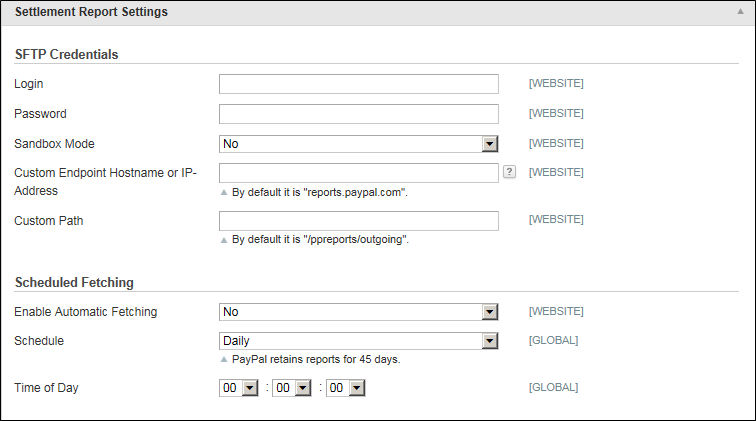 Settlement Report Settings
SFTP Credentials
Login [WEBSITE]
Password [WEBSITE]
Sandbox Mode No [WEBSITE]
Custom Endpoint Hostname or IP- ? [WEBSITE]
Address
By default it is "reports.paypal.com".
Custom Path [WEBSITE]
By default it is "/ppreports/outgoing".
Scheduled Fetching
Enable Automatic Fetching No [WEBSITE]
Schedule Daily [GLOBAL]
PayPal retains reports for 45 days.
Time of Day 00 : 00 : 00 [GLOBAL]